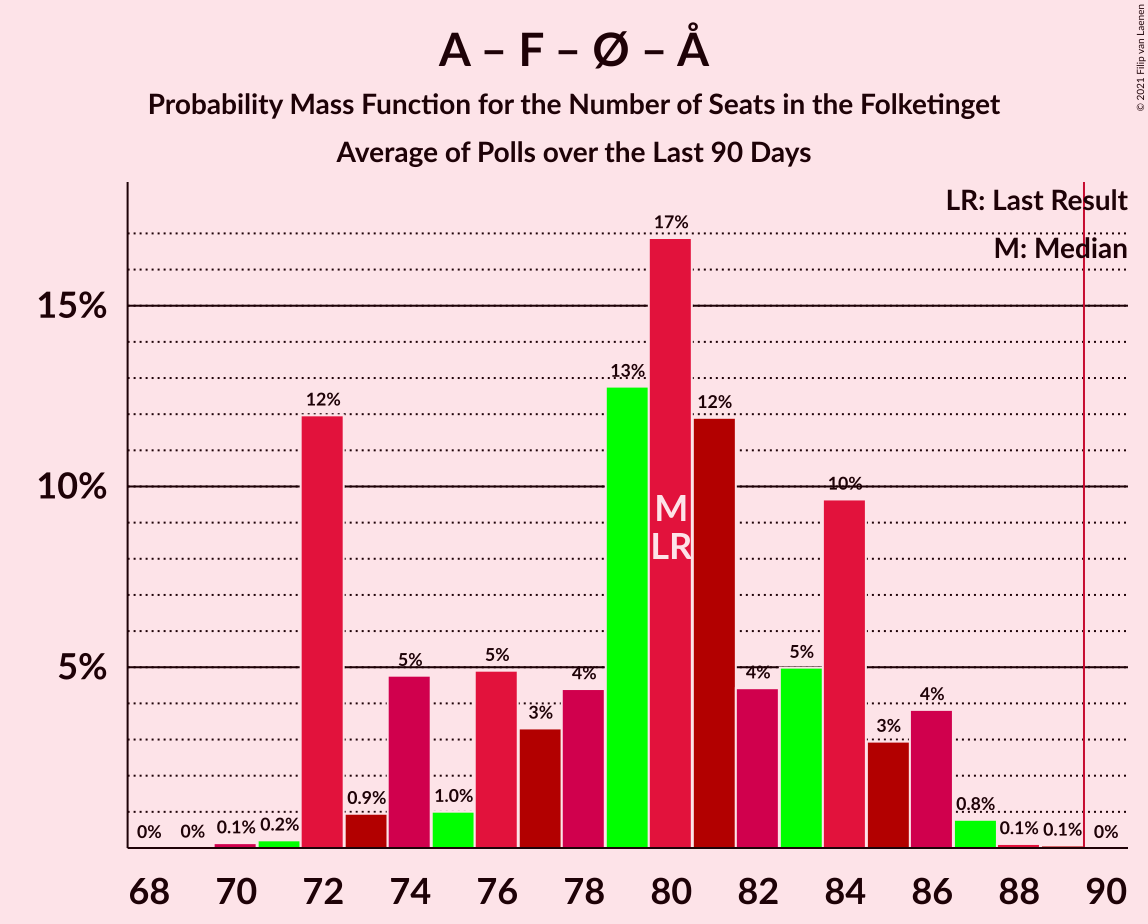 A – F – Ø – Å
Probability Mass Function for the Number of Seats in the Folketinget
Average of Polls over the Last 90 Days
© 2021 Filip van Laenen
LR: Last Result
M: Median
15%
10%
5%
0%
0%
0.1%
0.2%
12%
0.9%
5%
1.0%
5%
3%
4%
13%
17%
12%
4%
5%
10%
3%
4%
0.8%
0.1%
0.1%
0%
M
LR
68 70 72 74 76 78 80 82 84 86 88 90